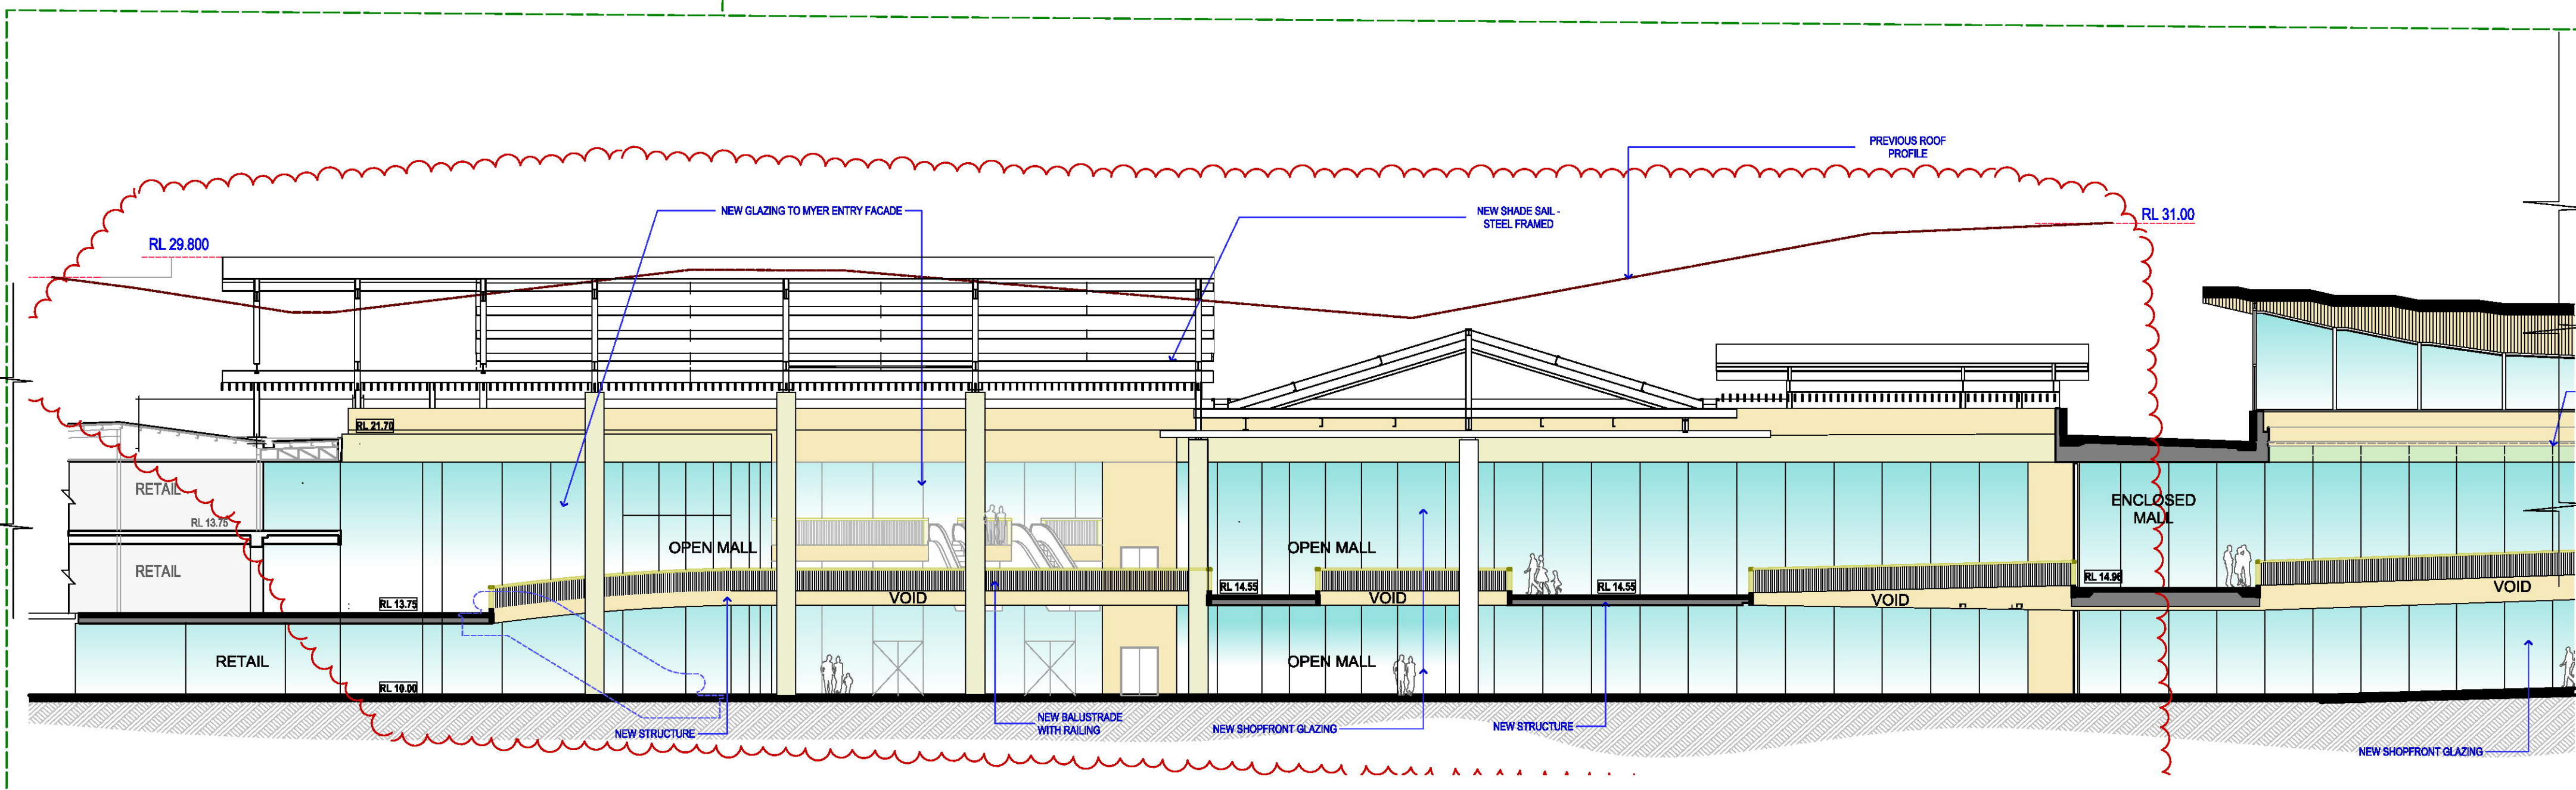 PREVIOUS ROOF
PROFILE
NEW GLAZING TO MYER ENTRY FACADE
NEW SHADE SAIL -
STEEL FRAMED
RL 31.00
RL 29.800
RL 21.70
RETAIL
RL 13.75
ENCLOSED
MALL
OPEN MALL
OPEN MALL
RETAIL
RL 14.55
RL 14.55
RL 14.96
RL 13.75
VOID
VOID
VOID
VOID
RETAIL
OPEN MALL
RL 10.00
NEW STRUCTURE
NEW BALUSTRADE
WITH RAILING
NEW SHOPFRONT GLAZING
NEW STRUCTURE
NEW SHOPFRONT GLAZING